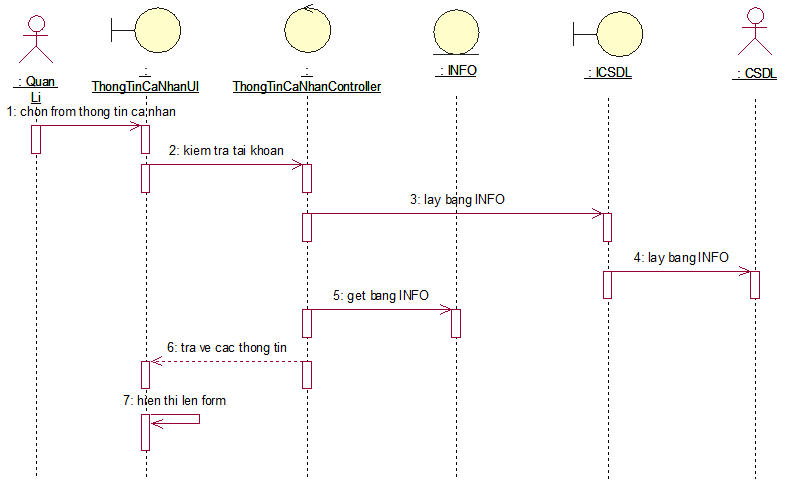 : Quan
Li
:
ThongTinCaNhanUI
:
ThongTinCaNhanController
: INFO
: ICSDL
: CSDL
1: chon from thong tin ca nhan
2: kiem tra tai khoan
3: lay bang INFO
4: lay bang INFO
5: get bang INFO
6: tra ve cac thong tin
7: hien thi len form